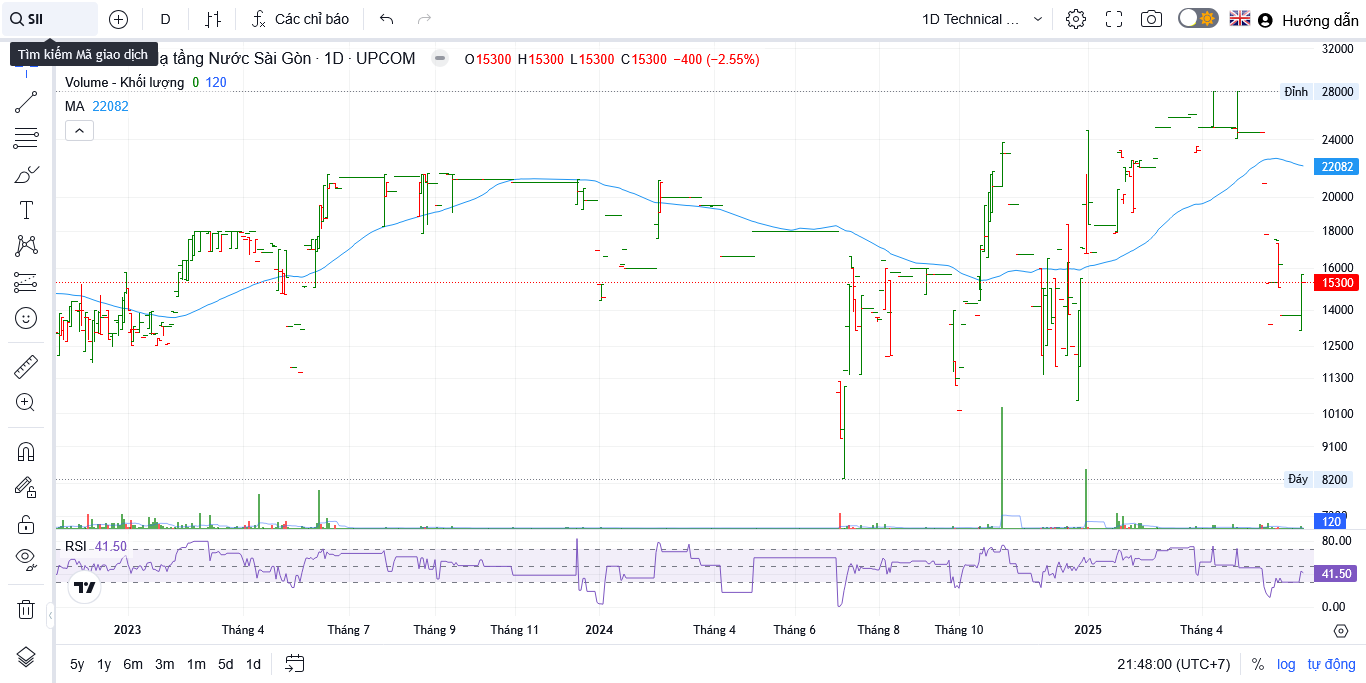 SII
D
Các chỉ báo
1D Technical ...
Hướng dẫn
Tìm kiếm Mã giao dịch
ạ tầng Nước Sài Gòn · 1D · UPCOM
O15300 H15300 L15300 C15300 −400 (−2.55%)
Volume - Khối lượng 0 120
MA 22082
32000
Đỉnh 28000
24000
22082
20000
18000
16000
15300
14000
12500
11300
10100
9100
Đáy 8200
120
RSI 41.50
80.00
41.50
0.00
2023 Tháng 4 Tháng 7 Tháng 9 Tháng 11 2024 Tháng 4 Tháng 6 Tháng 8 Tháng 10 2025 Tháng 4
5y 1y 6m 3m 1m 5d 1d
21:48:00 (UTC+7) % log tự động